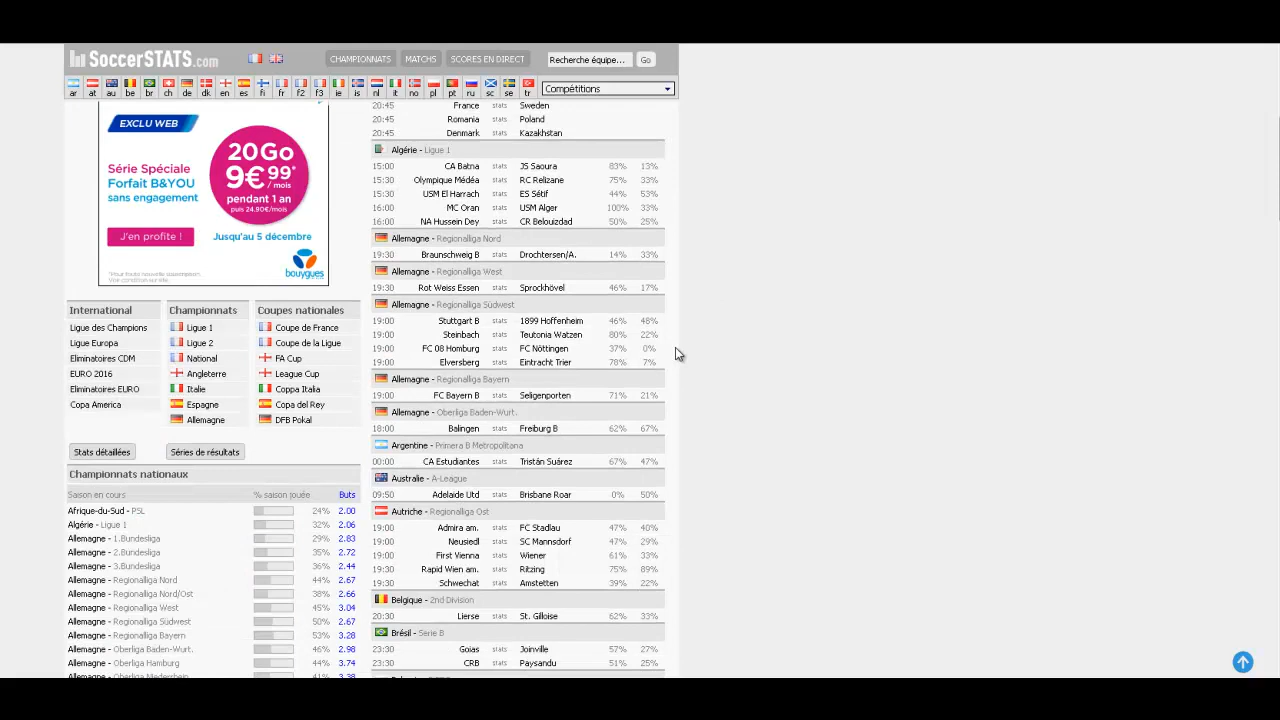 SoccerSTATS.com
CHAMPIONNATS MATCHS SCORES EN DIRECT Recherche équipe... Go
ar at au be br ch de dk en es fi fr f2 f3 ie is nl it no pl pt ru sc se tr Compétitions
EXCLU WEB
Série Spéciale
Forfait B&YOU
sans engagement
20Go
9€99*
/mois
pendant 1 an
puis 24,90€/mois
J'en profite !
Jusqu'au 5 décembre
bouygues
International
Ligue des Champions
Ligue Europa
Eliminatoires CDM
EURO 2016
Eliminatoires EURO
Copa America
Championnats
Ligue 1
Ligue 2
National
Angleterre
Italie
Espagne
Allemagne
Coupes nationales
Coupe de France
Coupe de la Ligue
FA Cup
League Cup
Coppa Italia
Copa del Rey
DFB Pokal
Stats détaillées Séries de résultats
Championnats nationaux
Saison en cours % saison jouée Buts
Afrique-du-Sud - PSL 24% 2.00
Algérie - Ligue 1 32% 2.06
Allemagne - 1.Bundesliga 29% 2.83
Allemagne - 2.Bundesliga 35% 2.72
Allemagne - 3.Bundesliga 36% 2.44
Allemagne - Regionalliga Nord 44% 2.67
Allemagne - Regionalliga Nord/Ost 38% 2.66
Allemagne - Regionalliga West 45% 3.04
Allemagne - Regionalliga Südwest 50% 2.67
Allemagne - Regionalliga Bayern 53% 3.28
Allemagne - Oberliga Baden-Wurt. 46% 2.98
Allemagne - Oberliga Hamburg 44% 3.74
Allemagne - Oberliga Niederrhein 41% 3.38
20:45 France stats Sweden
20:45 Romania stats Poland
20:45 Denmark stats Kazakhstan
Algérie - Ligue 1
15:00 CA Batna stats JS Saoura 83% 13%
15:30 Olympique Médéa stats RC Relizane 75% 33%
15:30 USM El Harrach stats ES Sétif 44% 53%
16:00 MC Oran stats USM Alger 100% 33%
16:00 NA Hussein Dey stats CR Belouizdad 50% 25%
Allemagne - Regionalliga Nord
19:30 Braunschweig B stats Drochtersen/A. 14% 33%
Allemagne - Regionalliga West
19:30 Rot Weiss Essen stats Sprockhövel 46% 17%
Allemagne - Regionalliga Südwest
19:00 Stuttgart B stats 1899 Hoffenheim 46% 48%
19:00 Steinbach stats Teutonia Watzen 80% 22%
19:00 FC 08 Homburg stats FC Nöttingen 37% 0%
19:00 Elversberg stats Eintracht Trier 78% 7%
Allemagne - Regionalliga Bayern
19:00 FC Bayern B stats Seligenporten 71% 21%
Allemagne - Oberliga Baden-Wurt.
18:00 Balingen stats Freiburg B 62% 67%
Argentine - Primera B Metropolitana
00:00 CA Estudiantes stats Tristán Suárez 67% 47%
Australie - A-League
09:50 Adelaide Utd stats Brisbane Roar 0% 50%
Autriche - Regionalliga Ost
19:00 Admira am. stats FC Stadlau 47% 40%
19:00 Neusiedl stats SC Mannsdorf 47% 29%
19:00 First Vienna stats Wiener 61% 33%
19:30 Rapid Wien am. stats Ritzing 75% 89%
19:30 Schwechat stats Amstetten 39% 22%
Belgique - 2nd Division
20:30 Lierse stats St. Gilloise 62% 33%
Brésil - Serie B
23:30 Goias stats Joinville 57% 27%
23:30 CRB stats Paysandu 51% 25%